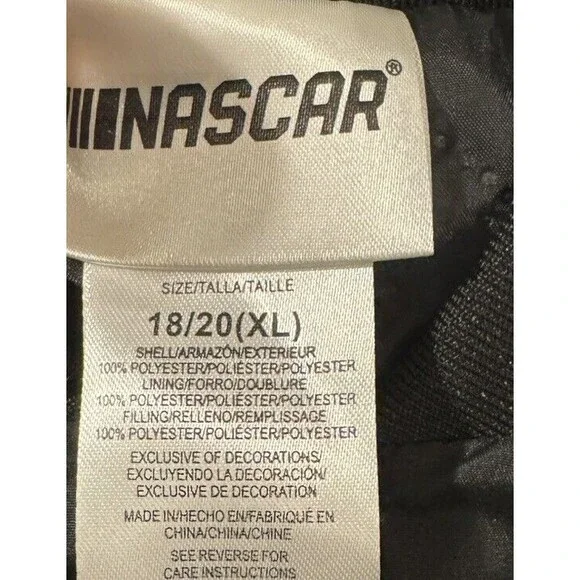 NASCAR®
SIZE/TALLA/TAILLE
18/20(XL)
SHELL/ARMAZÓN/EXTERIEUR
100% POLYESTER/POLIÉSTER/POLYESTER
LINING/FORRO/DOUBLURE
100% POLYESTER/POLIÉSTER/POLYESTER
FILLING/RELLENO/REMPLISSAGE
100% POLYESTER/POLIÉSTER/POLYESTER
EXCLUSIVE OF DECORATIONS/
EXCLUYENDO LA DECORACIÓN/
EXCLUSIVE DE DECORATION
MADE IN/HECHO EN/FABRIQUÉ EN
CHINA/CHINA/CHINE
SEE REVERSE FOR
CARE INSTRUCTIONS